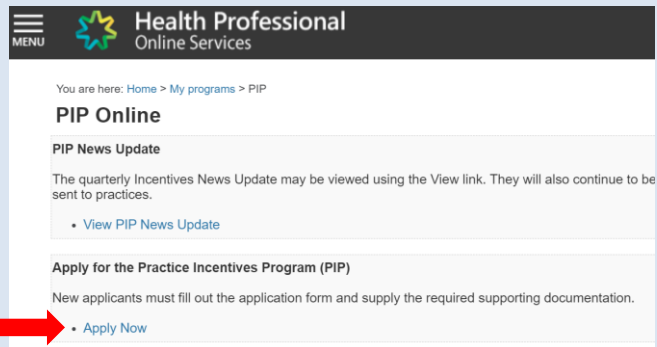 MENU
Health Professional
Online Services
You are here: Home > My programs > PIP
PIP Online
PIP News Update
The quarterly Incentives News Update may be viewed using the View link. They will also continue to be
sent to practices.
• View PIP News Update
Apply for the Practice Incentives Program (PIP)
New applicants must fill out the application form and supply the required supporting documentation.
• Apply Now